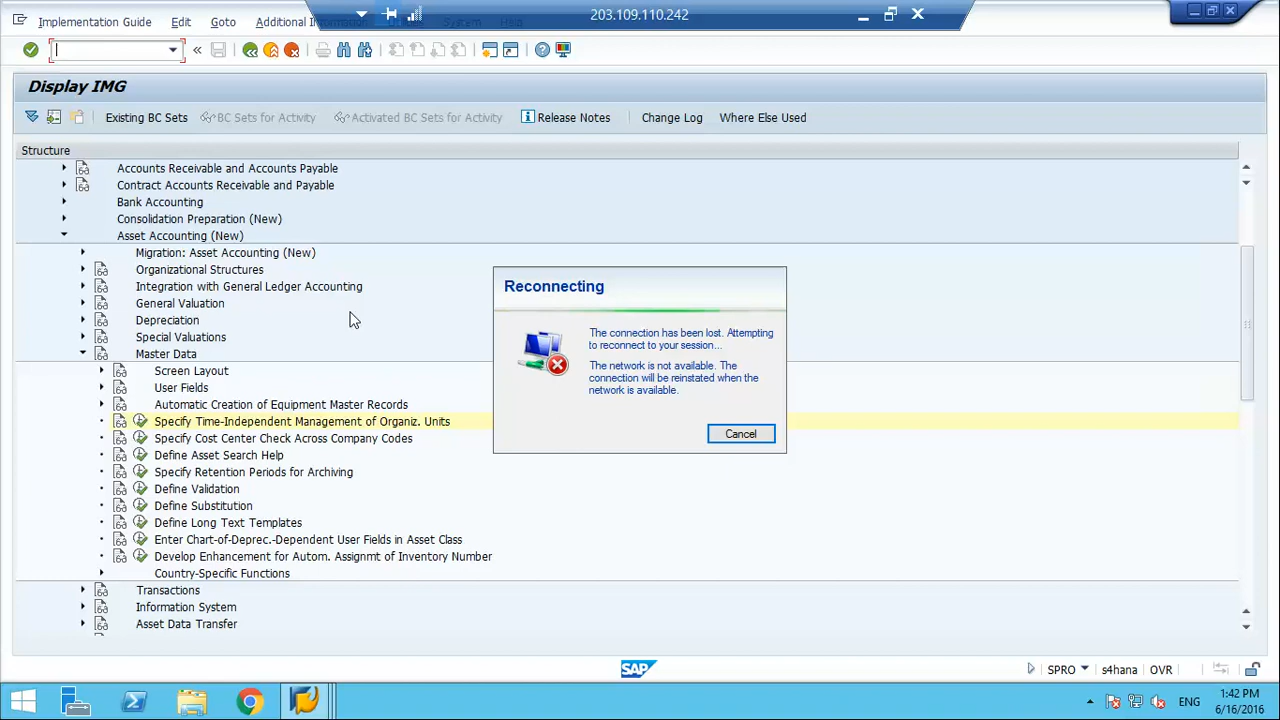 203.109.110.242
Implementation Guide Edit Goto Additional Information System Help
Display IMG
Existing BC Sets BC Sets for Activity Activated BC Sets for Activity Release Notes Change Log Where Else Used
Structure
Accounts Receivable and Accounts Payable
Contract Accounts Receivable and Payable
Bank Accounting
Consolidation Preparation (New)
Asset Accounting (New)
Migration: Asset Accounting (New)
Organizational Structures
Integration with General Ledger Accounting
General Valuation
Depreciation
Special Valuations
Master Data
Screen Layout
User Fields
Automatic Creation of Equipment Master Records
Specify Time-Independent Management of Organiz. Units
Specify Cost Center Check Across Company Codes
Define Asset Search Help
Specify Retention Periods for Archiving
Define Validation
Define Substitution
Define Long Text Templates
Enter Chart-of-Deprec.-Dependent User Fields in Asset Class
Develop Enhancement for Autom. Assignmt of Inventory Number
Country-Specific Functions
Transactions
Information System
Asset Data Transfer
Reconnecting
The connection has been lost. Attempting
to reconnect to your session...
The network is not available. The
connection will be reinstated when the
network is available.
Cancel
SAP
SPRO s4hana OVR
ENG
1:42 PM
6/16/2016